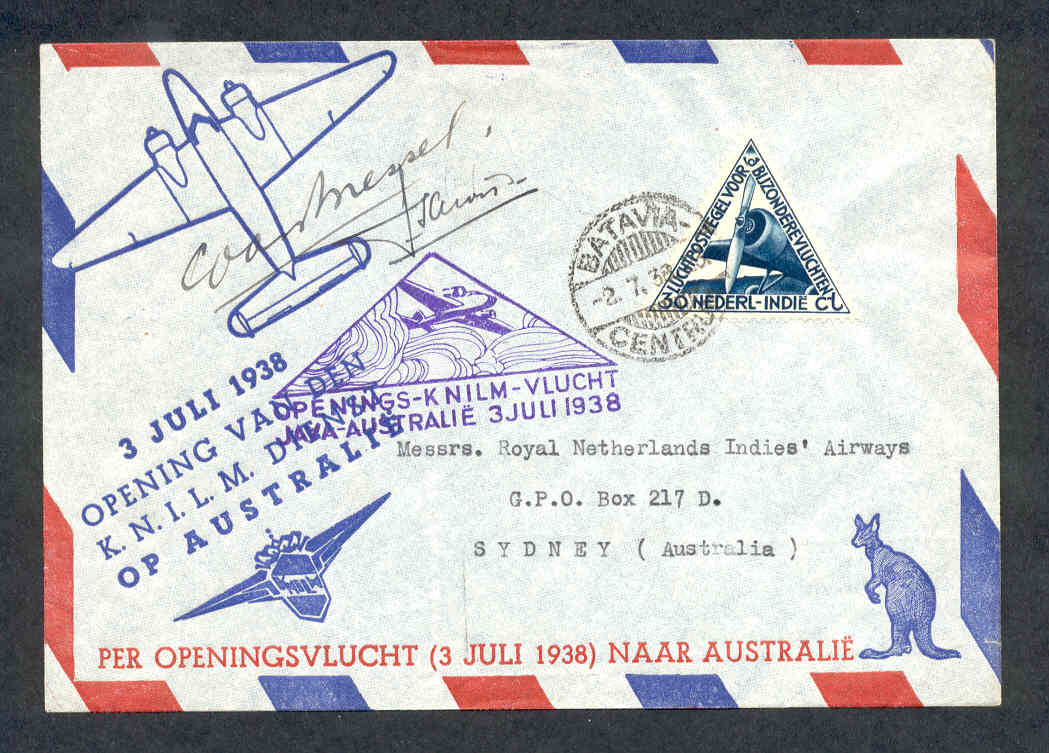 BATAVIA-
-2. 7. 38
CENTRUM
LUCHTPOSTZEGEL VOOR BIJZONDERE VLUCHTEN
30 NEDERL-INDIË Ct
3 JULI 1938
OPENING VAN DEN
K. N. I. L. M. DIENST
OP AUSTRALIË
OPENINGS-KNILM-VLUCHT
JAVA-AUSTRALIË 3 JULI 1938
Messrs. Royal Netherlands Indies' Airways
G.P.O. Box 217 D.
SYDNEY ( Australia )
KNILM
PER OPENINGSVLUCHT (3 JULI 1938) NAAR AUSTRALIË